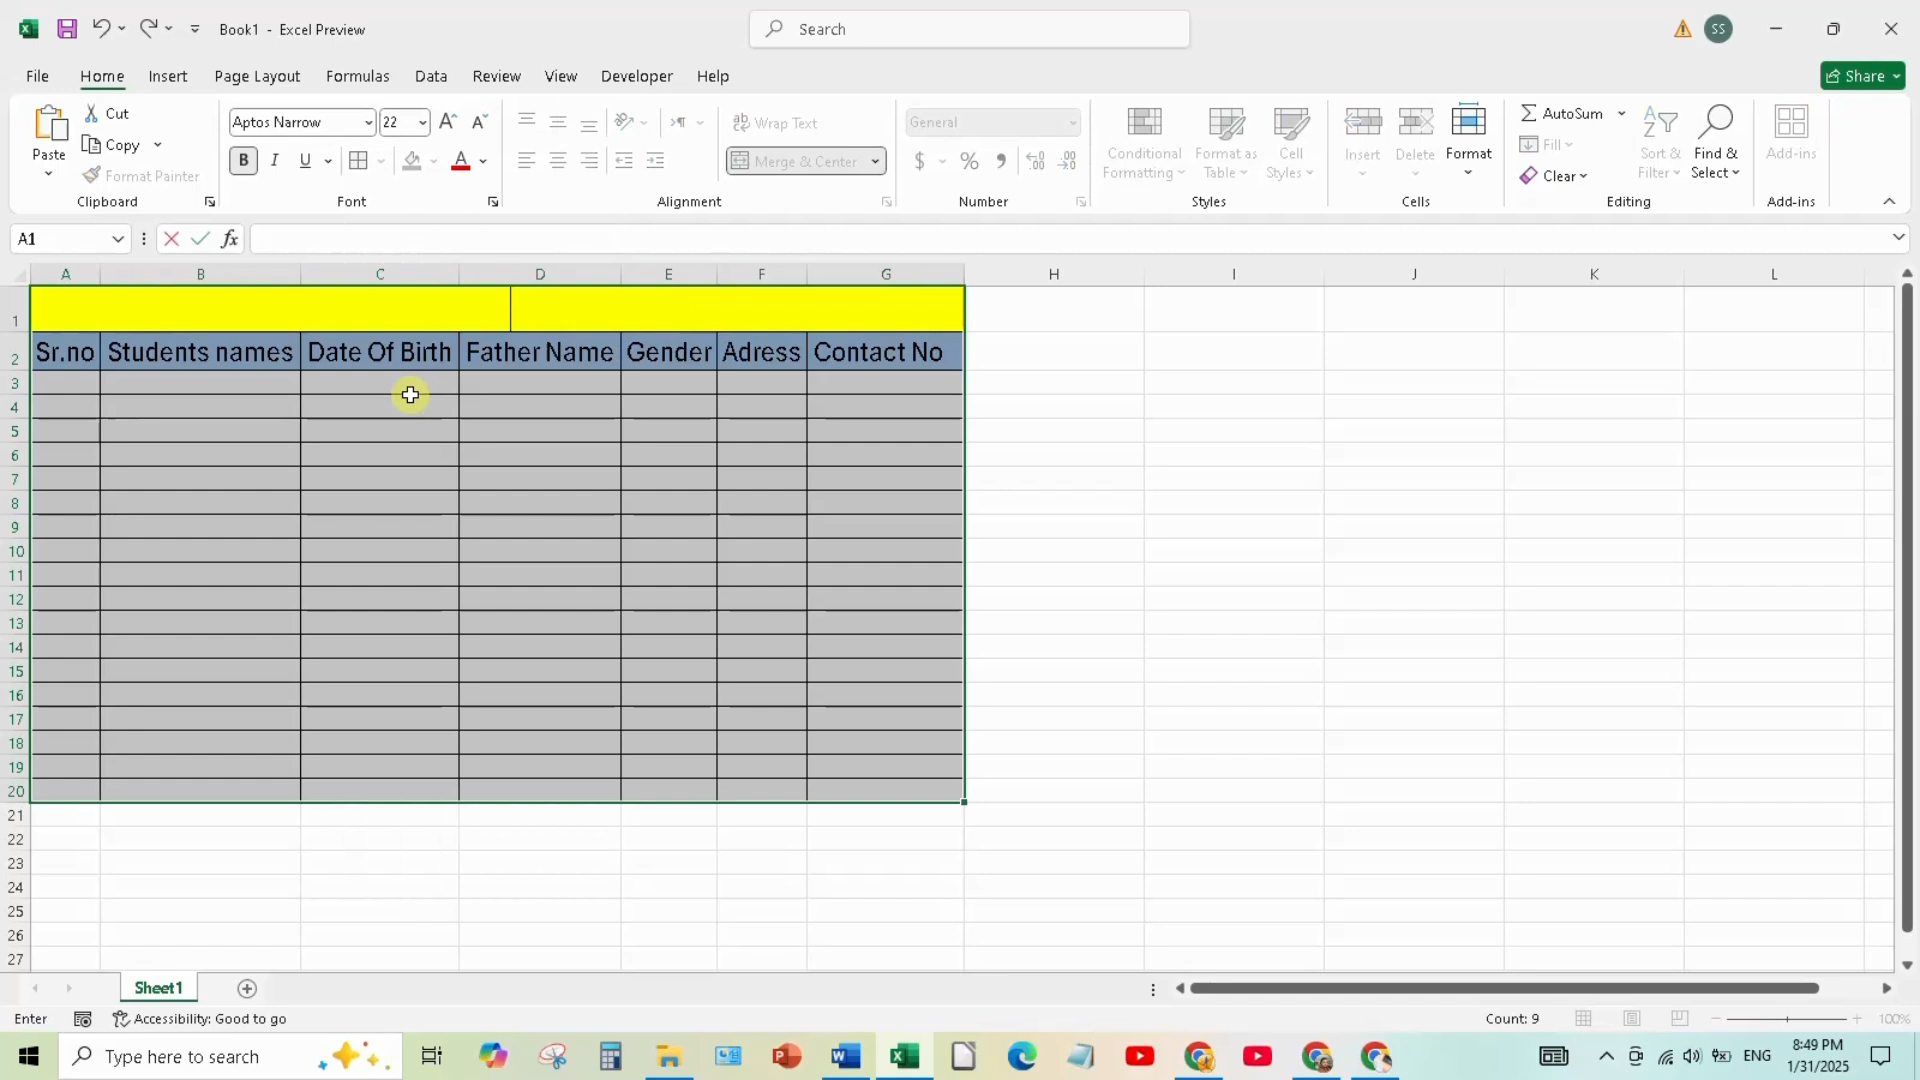 Book1 - Excel Preview
Search
SS
File Home Insert Page Layout Formulas Data Review View Developer Help
Share
Paste
Cut
Copy
Format Painter
Clipboard
Aptos Narrow 22
B I U
Font
Wrap Text
Merge & Center
Alignment
General
$ % 9
Number
Conditional Formatting
Format as Table
Cell Styles
Styles
Insert
Delete
Format
Cells
AutoSum
Fill
Clear
Sort & Filter
Find & Select
Editing
Add-ins
Add-ins
A1
fx
A B C D E F G H I J K L
1
2 Sr.no Students names Date Of Birth Father Name Gender Adress Contact No
3
4
5
6
7
8
9
10
11
12
13
14
15
16
17
18
19
20
21
22
23
24
25
26
27
Sheet1
Enter
Accessibility: Good to go
Count: 9
100%
Type here to search
ENG
8:49 PM
1/31/2025